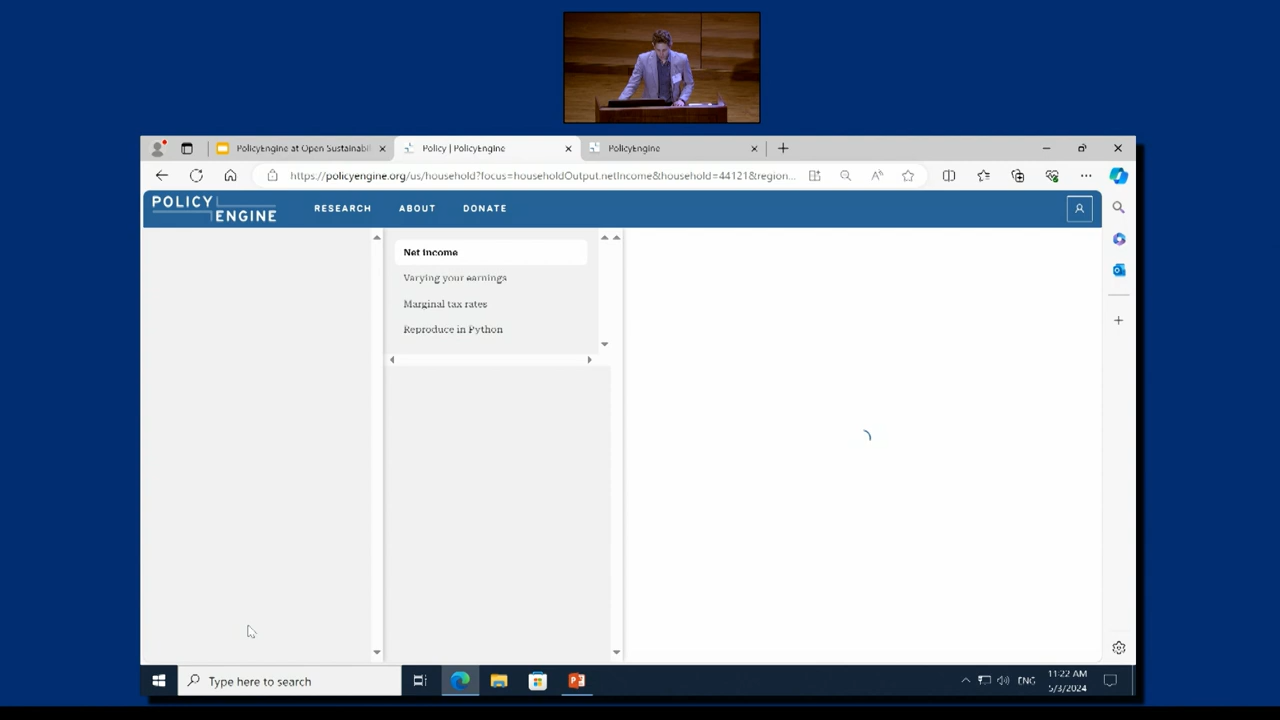 PolicyEngine at Open Sustainabil
Policy | PolicyEngine
PolicyEngine
https://policyengine.org/us/household?focus=householdOutput.netIncome&household=44121&region...
POLICY
ENGINE
RESEARCH
ABOUT
DONATE
Net income
Varying your earnings
Marginal tax rates
Reproduce in Python
Type here to search
ENG
11:22 AM
5/3/2024